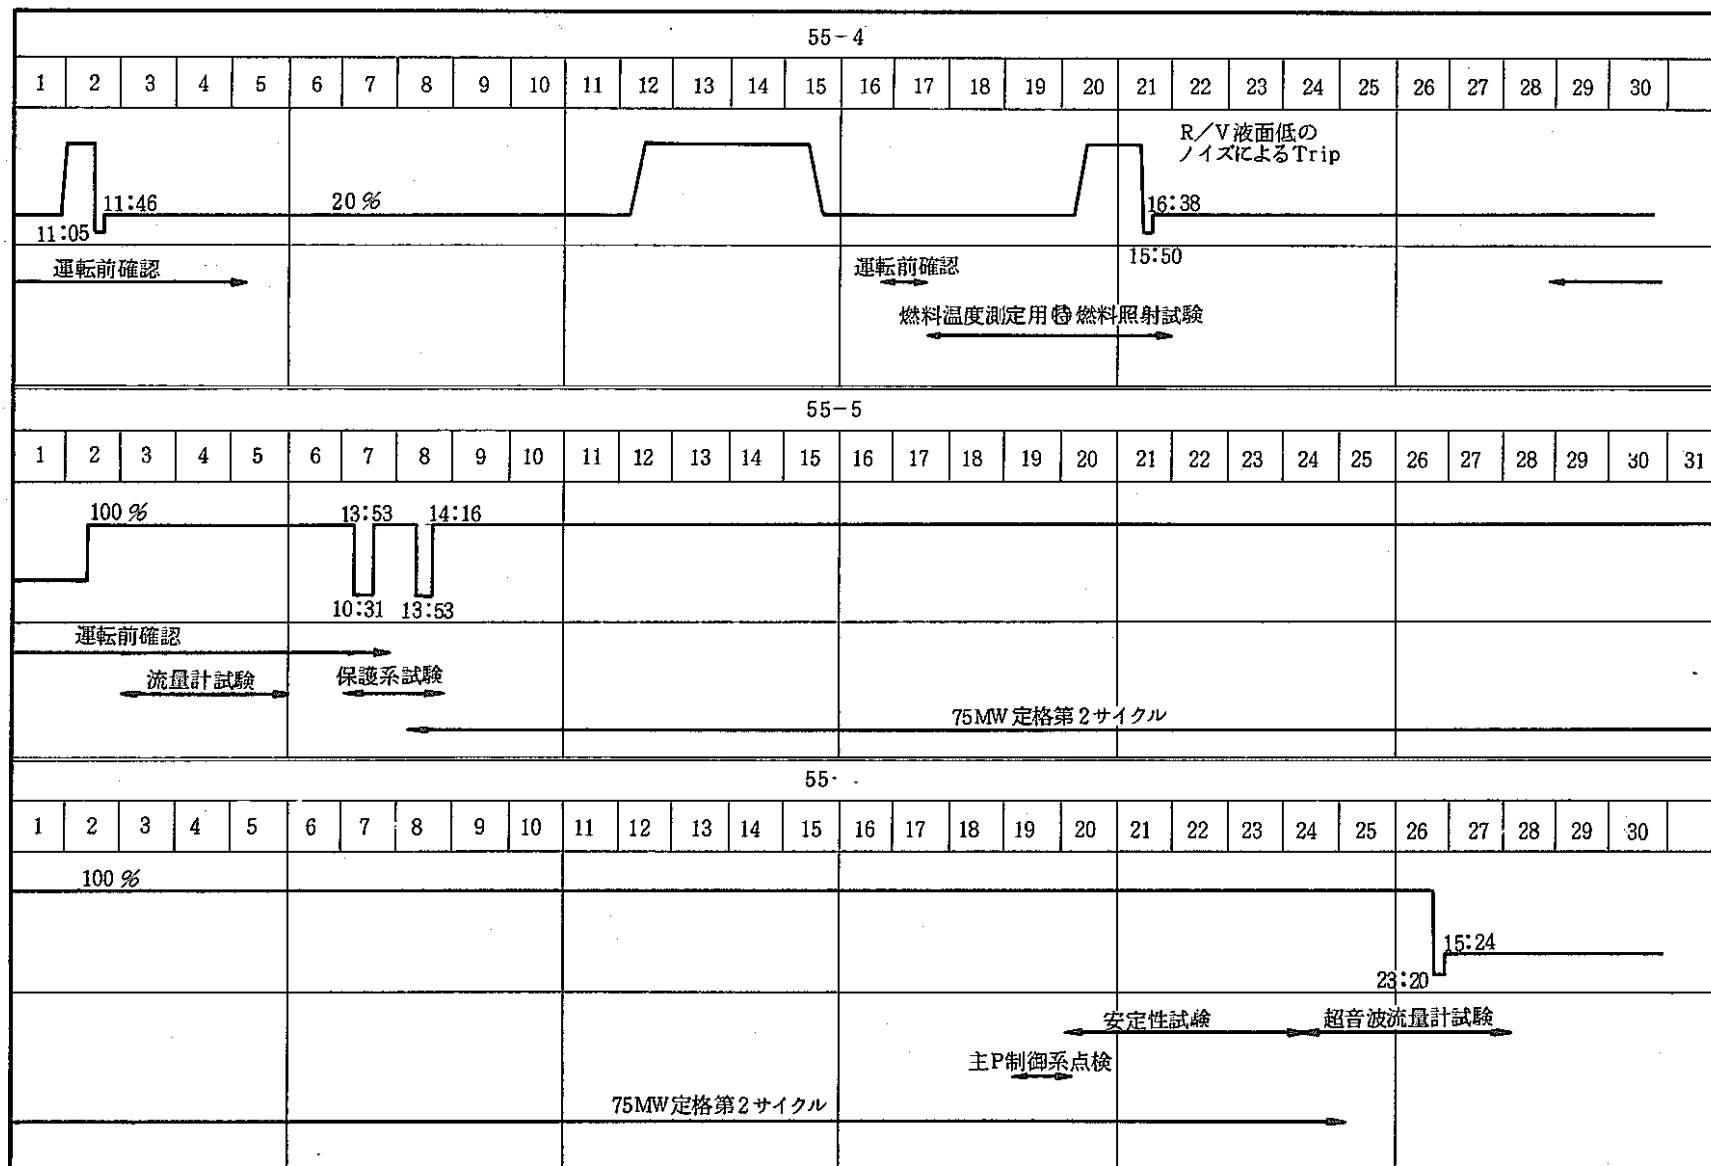 55-4
1 2 3 4 5 6 7 8 9 10 11 12 13 14 15 16 17 18 19 20 21 22 23 24 25 26 27 28 29 30
R/V液面低の
ノイズによるTrip
11:46
20%
16:38
11:05
15:50
運転前確認
運転前確認
燃料温度測定用㊕燃料照射試験
55-5
1 2 3 4 5 6 7 8 9 10 11 12 13 14 15 16 17 18 19 20 21 22 23 24 25 26 27 28 29 30 31
100% 13:53 14:16
10:31 13:53
運転前確認
流量計試験 保護系試験
75MW定格第2サイクル
55-
1 2 3 4 5 6 7 8 9 10 11 12 13 14 15 16 17 18 19 20 21 22 23 24 25 26 27 28 29 30
100%
15:24
23:20
安定性試験 超音波流量計試験
主P制御系点検
75MW定格第2サイクル